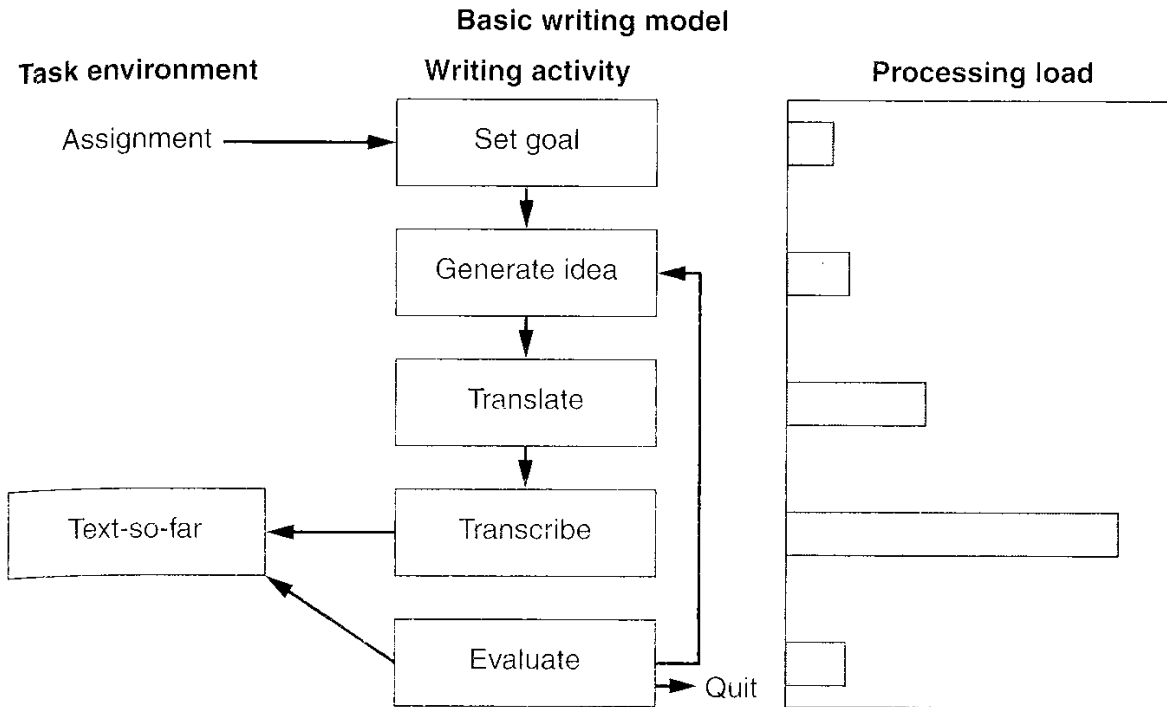 Basic writing model
Task environment
Writing activity
Processing load
Assignment
Set goal
Generate idea
Translate
Text-so-far
Transcribe
Evaluate
Quit